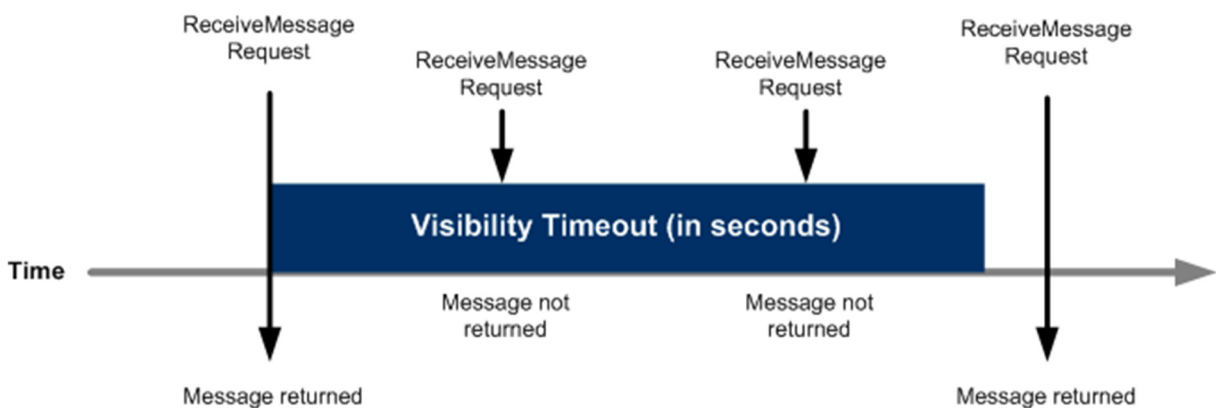 ReceiveMessage
Request
ReceiveMessage
Request
ReceiveMessage
Request
ReceiveMessage
Request
Visibility Timeout (in seconds)
Time
Message not
returned
Message not
returned
Message returned
Message returned